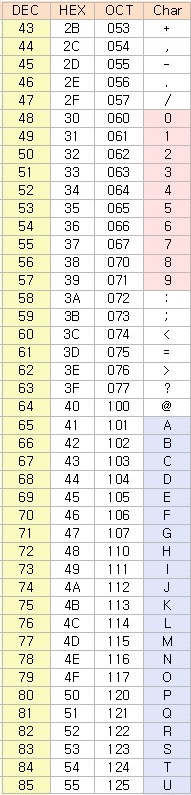 DEC HEX OCT Char
43 2B 053 +
44 2C 054 ,
45 2D 055 -
46 2E 056 .
47 2F 057 /
48 30 060 0
49 31 061 1
50 32 062 2
51 33 063 3
52 34 064 4
53 35 065 5
54 36 066 6
55 37 067 7
56 38 070 8
57 39 071 9
58 3A 072 :
59 3B 073 ;
60 3C 074 <
61 3D 075 =
62 3E 076 >
63 3F 077 ?
64 40 100 @
65 41 101 A
66 42 102 B
67 43 103 C
68 44 104 D
69 45 105 E
70 46 106 F
71 47 107 G
72 48 110 H
73 49 111 I
74 4A 112 J
75 4B 113 K
76 4C 114 L
77 4D 115 M
78 4E 116 N
79 4F 117 O
80 50 120 P
81 51 121 Q
82 52 122 R
83 53 123 S
84 54 124 T
85 55 125 U